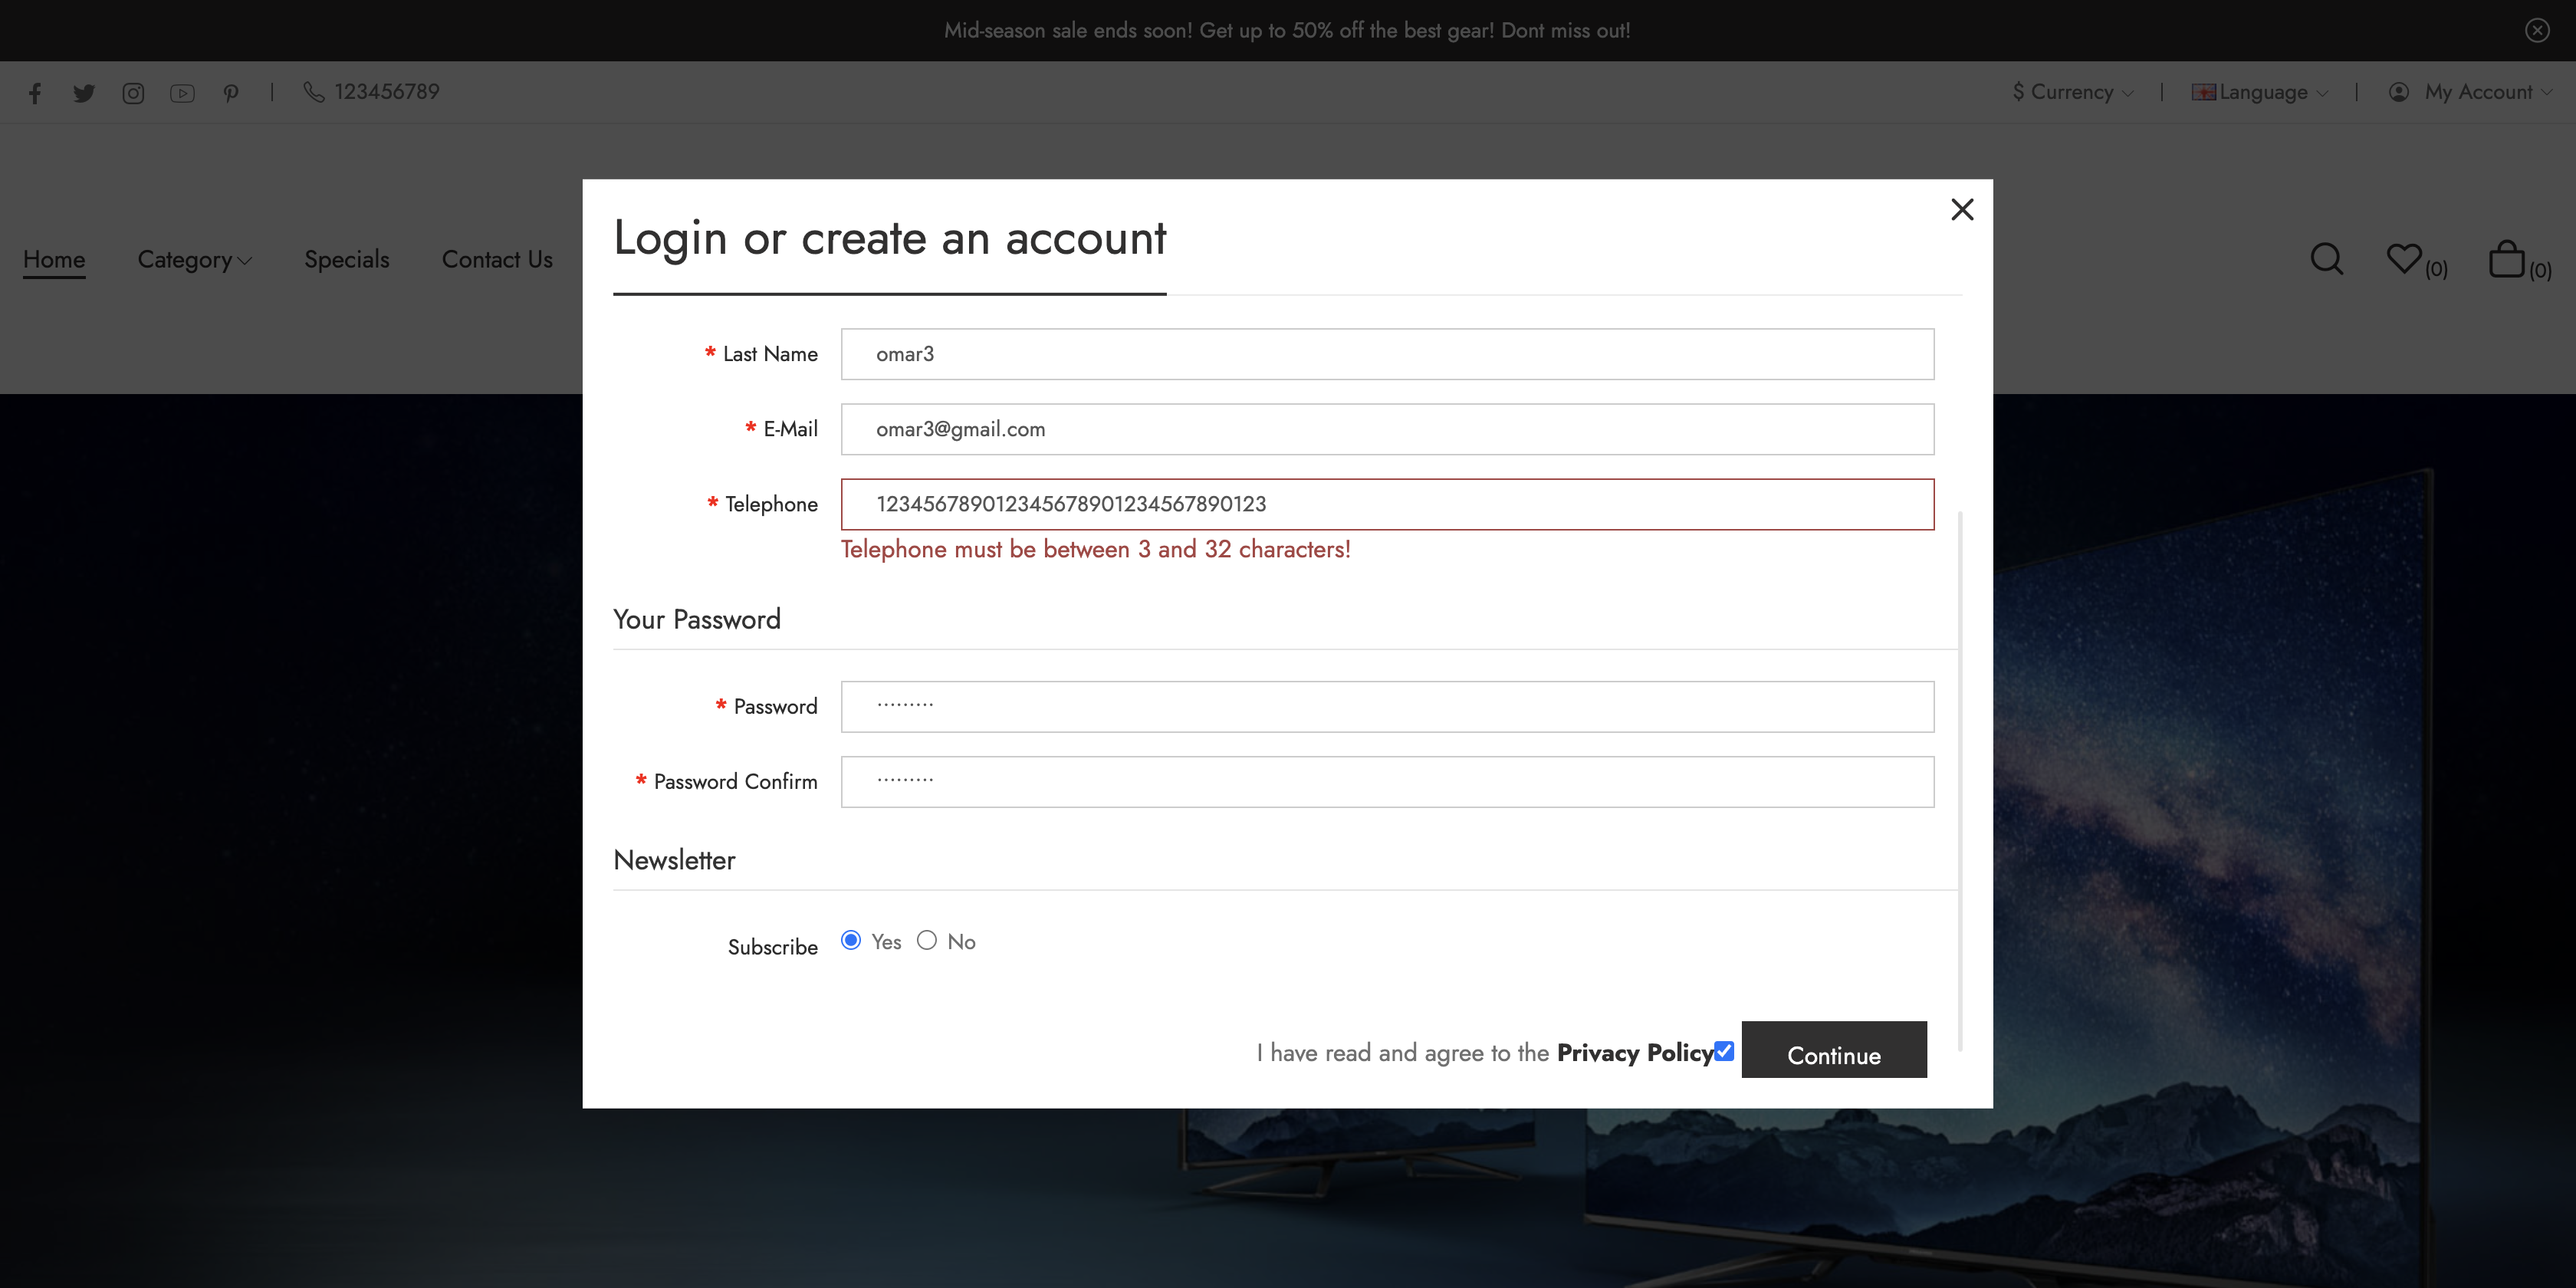 Mid-season sale ends soon! Get up to 50% off the best gear! Dont miss out!
123456789
$ Currency
Language
My Account
Home
Category
Specials
Contact Us
(0)
(0)
Login or create an account
* Last Name
omar3
* E-Mail
omar3@gmail.com
* Telephone
123456789012345678901234567890123
Telephone must be between 3 and 32 characters!
Your Password
* Password
* Password Confirm
Newsletter
Subscribe
Yes
No
I have read and agree to the Privacy Policy
Continue